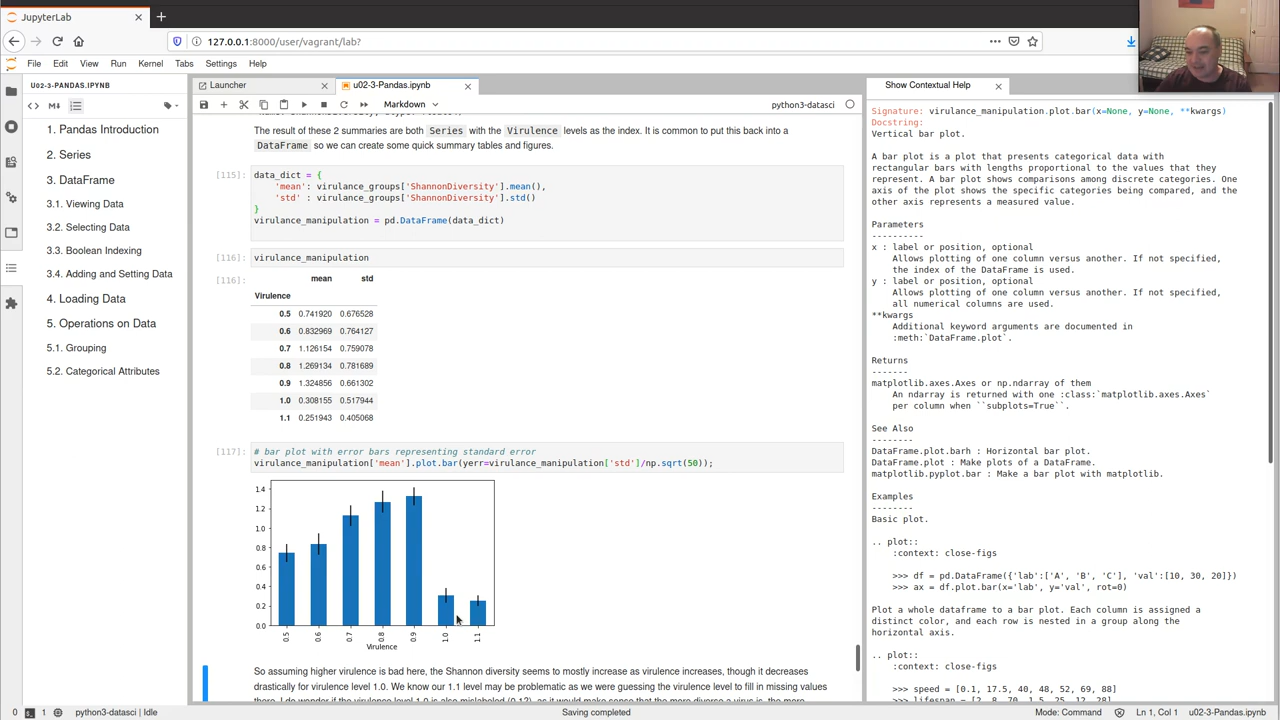 JupyterLab
127.0.0.1:8000/user/vagrant/lab?
File Edit View Run Kernel Tabs Settings Help
U02-3-PANDAS.IPYNB
1. Pandas Introduction
2. Series
3. DataFrame
3.1. Viewing Data
3.2. Selecting Data
3.3. Boolean Indexing
3.4. Adding and Setting Data
4. Loading Data
5. Operations on Data
5.1. Grouping
5.2. Categorical Attributes
Launcher
u02-3-Pandas.ipynb
Markdown
python3-datasci
The result of these 2 summaries are both Series with the Virulence levels as the index. It is common to put this back into a
DataFrame so we can create some quick summary tables and figures.
[115]:
data_dict = {
'mean': virulance_groups['ShannonDiversity'].mean(),
'std' : virulance_groups['ShannonDiversity'].std()
}
virulance_manipulation = pd.DataFrame(data_dict)
[116]: virulance_manipulation
[116]: mean std
Virulence
0.5 0.741920 0.676528
0.6 0.832969 0.764127
0.7 1.126154 0.759078
0.8 1.269134 0.781689
0.9 1.324856 0.661302
1.0 0.308155 0.517944
1.1 0.251943 0.405068
[117]: # bar plot with error bars representing standard error
virulance_manipulation['mean'].plot.bar(yerr=virulance_manipulation['std']/np.sqrt(50));
1.4
1.2
1.0
0.8
0.6
0.4
0.2
0.0
0.5 0.6 0.7 0.8 0.9 1.0 1.1
Virulence
So assuming higher virulence is bad here, the Shannon diversity seems to mostly increase as virulence increases, though it decreases
drastically for virulence level 1.0. We know our 1.1 level may be problematic as we were guessing the virulence level to fill in missing values
Show Contextual Help
Signature: virulance_manipulation.plot.bar(x=None, y=None, **kwargs)
Docstring:
Vertical bar plot.
A bar plot is a plot that presents categorical data with
rectangular bars with lengths proportional to the values that they
represent. A bar plot shows comparisons among discrete categories. One
axis of the plot shows the specific categories being compared, and the
other axis represents a measured value.
Parameters
----------
x : label or position, optional
Allows plotting of one column versus another. If not specified,
the index of the DataFrame is used.
y : label or position, optional
Allows plotting of one column versus another. If not specified,
all numerical columns are used.
**kwargs
Additional keyword arguments are documented in
:meth:`DataFrame.plot`.
Returns
-------
matplotlib.axes.Axes or np.ndarray of them
An ndarray is returned with one :class:`matplotlib.axes.Axes`
per column when ``subplots=True``.
See Also
--------
DataFrame.plot.barh : Horizontal bar plot.
DataFrame.plot : Make plots of a DataFrame.
matplotlib.pyplot.bar : Make a bar plot with matplotlib.
Examples
--------
Basic plot.
.. plot::
:context: close-figs
>>> df = pd.DataFrame({'lab':['A', 'B', 'C'], 'val':[10, 30, 20]})
>>> ax = df.plot.bar(x='lab', y='val', rot=0)
Plot a whole dataframe to a bar plot. Each column is assigned a
distinct color, and each row is nested in a group along the
horizontal axis.
.. plot::
:context: close-figs
>>> speed = [0.1, 17.5, 40, 48, 52, 69, 88]
0 1 python3-datasci | Idle
Saving completed
Mode: Command Ln 1, Col 1 u02-3-Pandas.ipynb